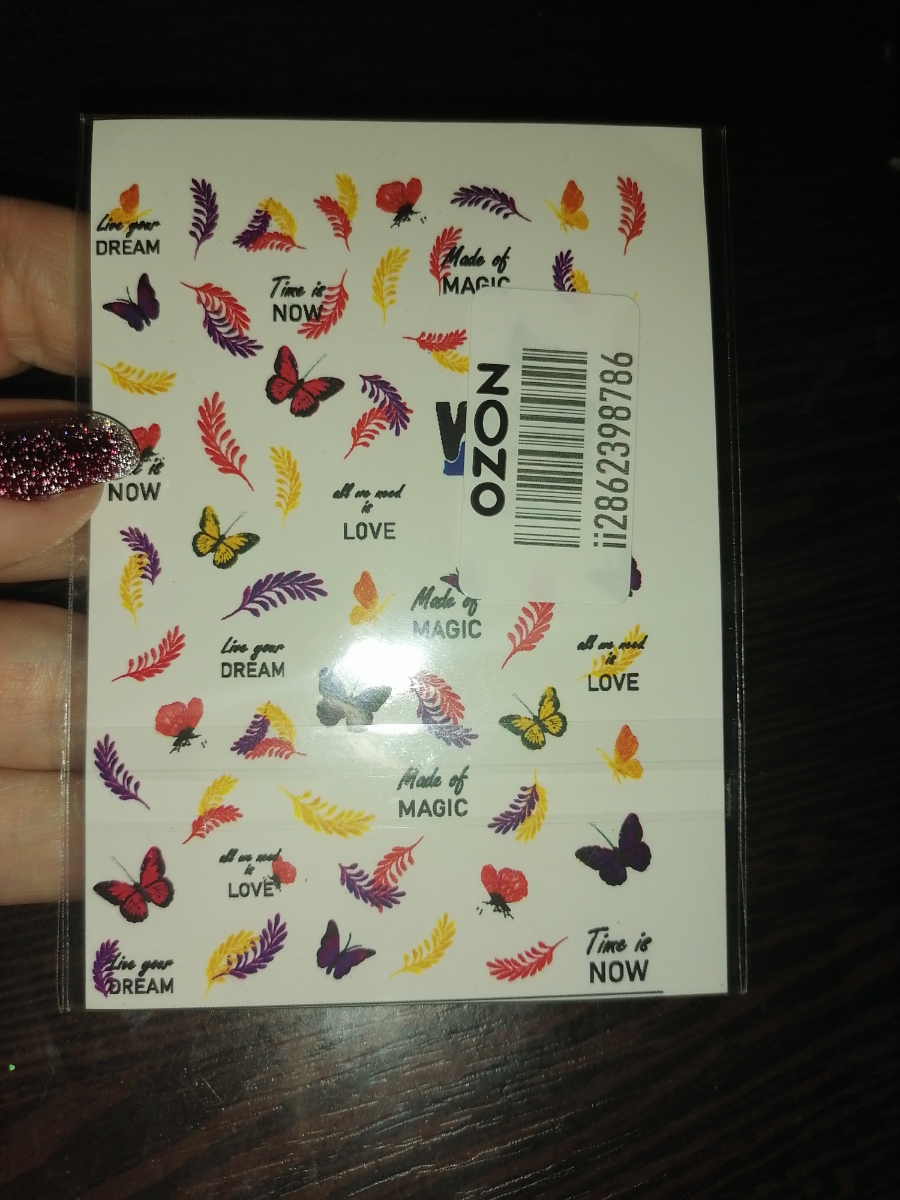 Live your
DREAM
Made of
MAGIC
Time is
NOW
OZON
ii2862398786
is
NOW
all we need
is
LOVE
Made of
MAGIC
Live your
DREAM
all we need
is
LOVE
Made of
MAGIC
all we need
is
LOVE
Time is
NOW
Live your
DREAM